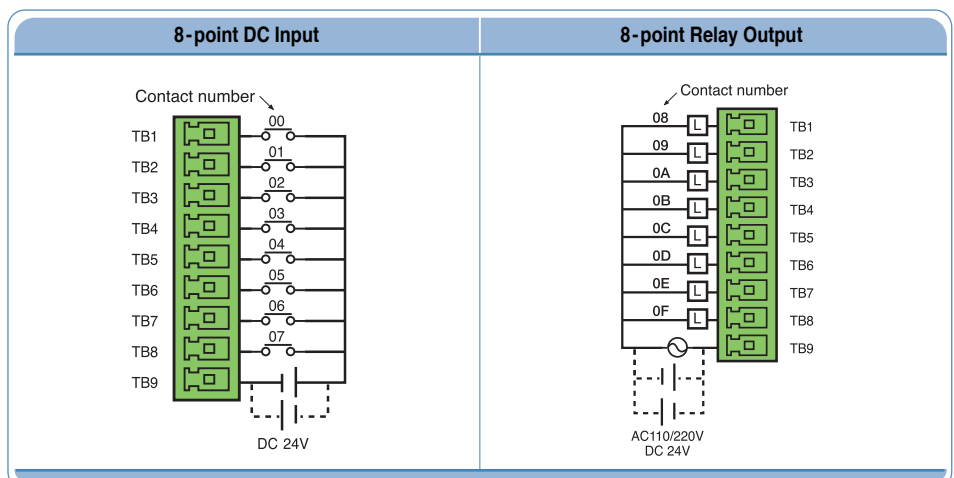 8-point DC Input
Contact number
00
TB1
01
TB2
02
TB3
03
TB4
04
TB5
05
TB6
06
TB7
07
TB8
TB9
DC 24V
8-point Relay Output
Contact number
08 L TB1
09 L TB2
0A L TB3
0B L TB4
0C L TB5
0D L TB6
0E L TB7
0F L TB8
TB9
AC110/220V
DC 24V